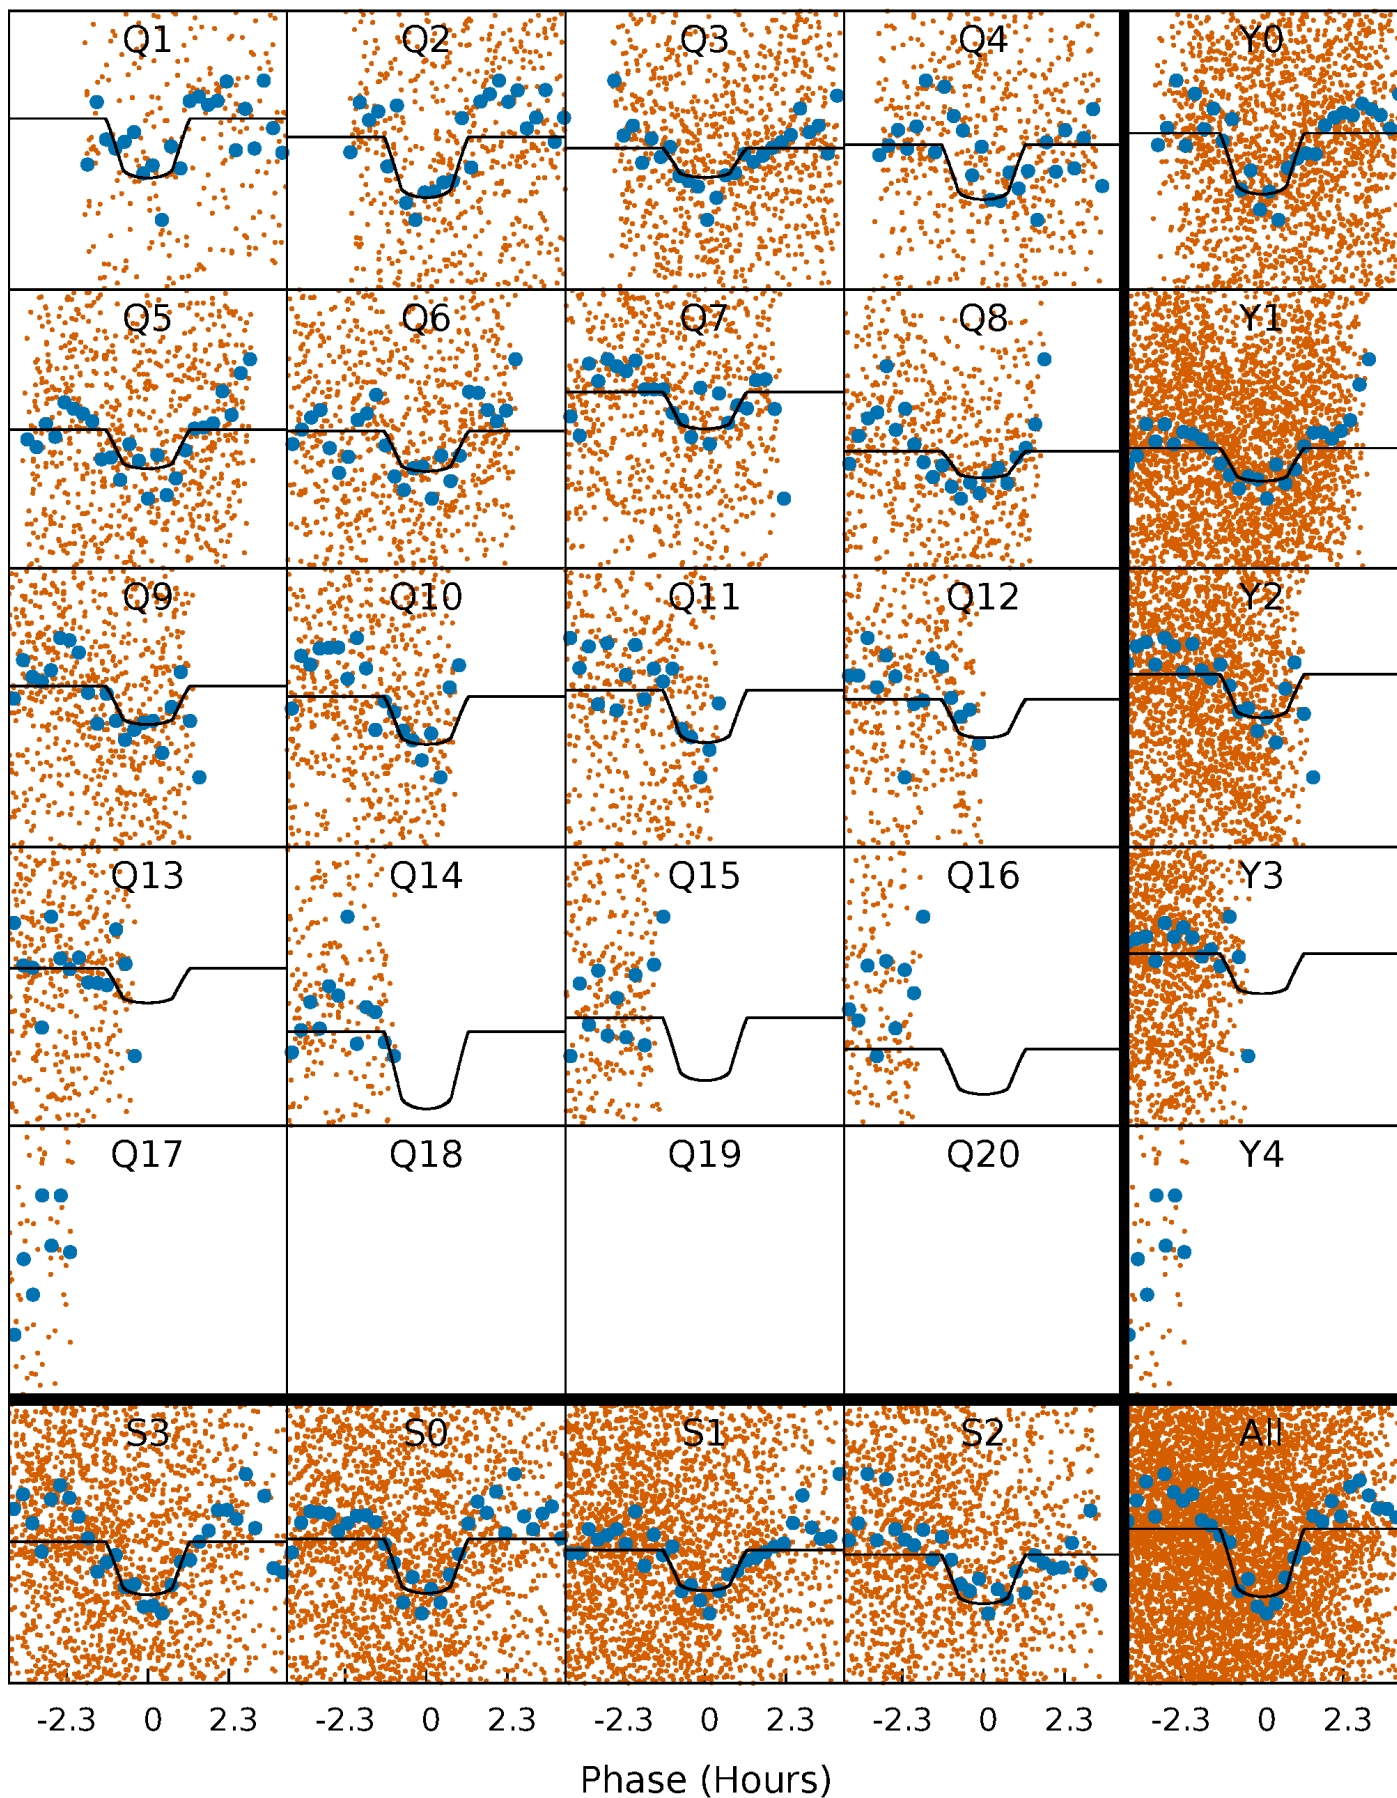 Q1 Q2 Q3 Q4 Y0
Q5 Q6 Q7 Q8 Y1
Q9 Q10 Q11 Q12 Y2
Q13 Q14 Q15 Q16 Y3
Q17 Q18 Q19 Q20 Y4
S3 S0 S1 S2 All
-2.3 0 2.3 -2.3 0 2.3 -2.3 0 2.3 -2.3 0 2.3 -2.3 0 2.3
Phase (Hours)